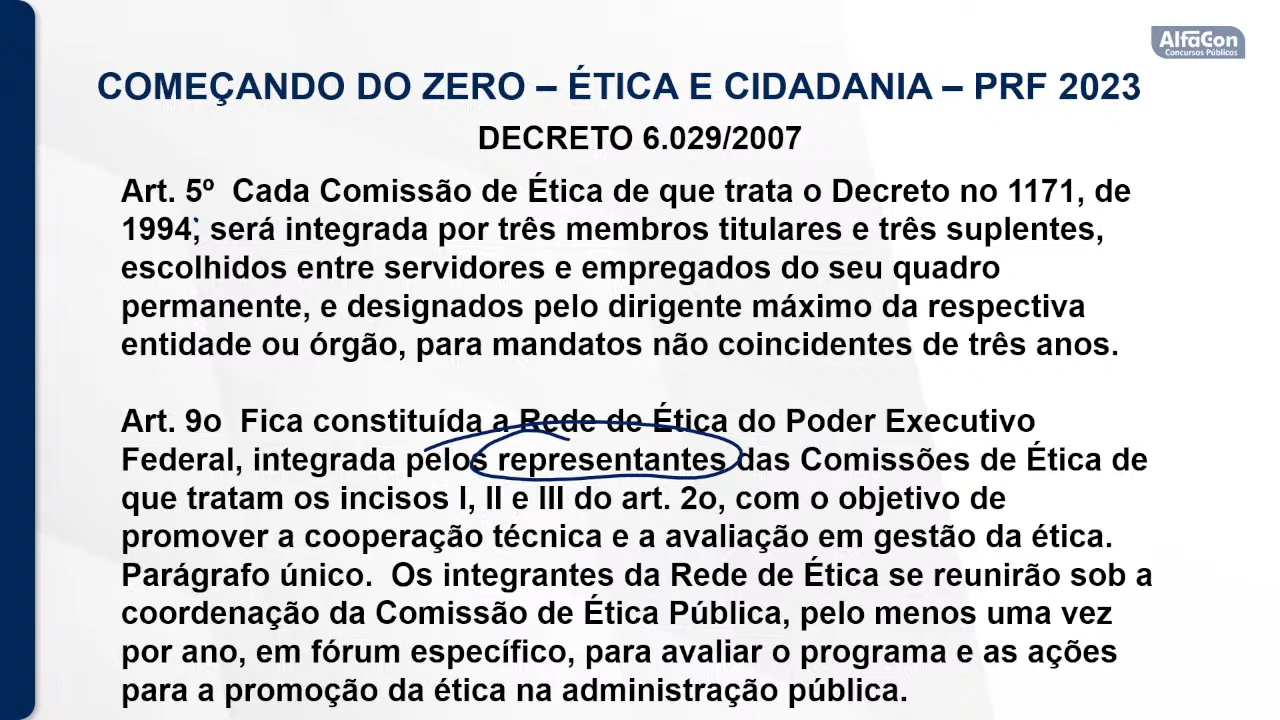 AlfaCon
Concursos Públicos
COMEÇANDO DO ZERO – ÉTICA E CIDADANIA – PRF 2023
DECRETO 6.029/2007
Art. 5º Cada Comissão de Ética de que trata o Decreto no 1171, de
1994, será integrada por três membros titulares e três suplentes,
escolhidos entre servidores e empregados do seu quadro
permanente, e designados pelo dirigente máximo da respectiva
entidade ou órgão, para mandatos não coincidentes de três anos.
Art. 9o Fica constituída a Rede de Ética do Poder Executivo
Federal, integrada pelos representantes das Comissões de Ética de
que tratam os incisos I, II e III do art. 2o, com o objetivo de
promover a cooperação técnica e a avaliação em gestão da ética.
Parágrafo único. Os integrantes da Rede de Ética se reunirão sob a
coordenação da Comissão de Ética Pública, pelo menos uma vez
por ano, em fórum específico, para avaliar o programa e as ações
para a promoção da ética na administração pública.